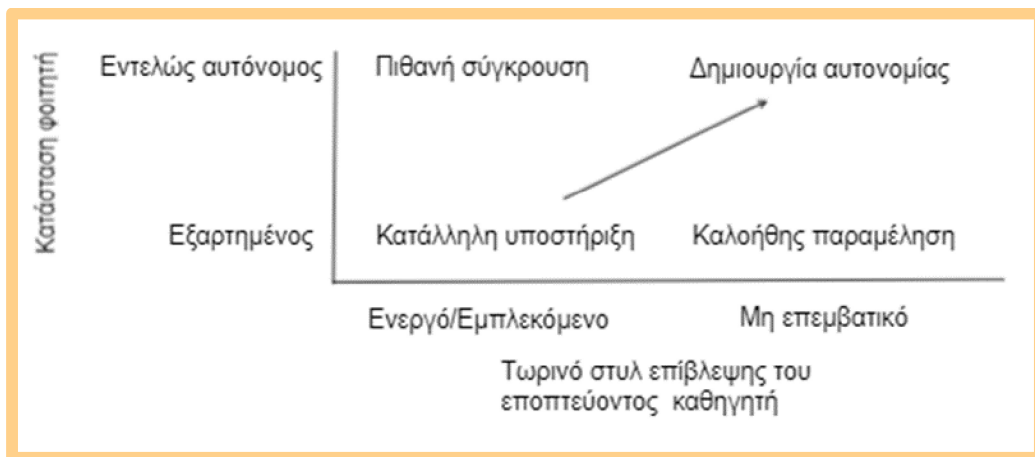 Κατάσταση φοιτητή
Εντελώς αυτόνομος
Πιθανή σύγκρουση
Δημιουργία αυτονομίας
Εξαρτημένος
Κατάλληλη υποστήριξη
Καλοήθης παραμέληση
Ενεργό/Εμπλεκόμενο
Μη επεμβατικό
Τωρινό στυλ επίβλεψης του
εποπτεύοντος καθηγητή